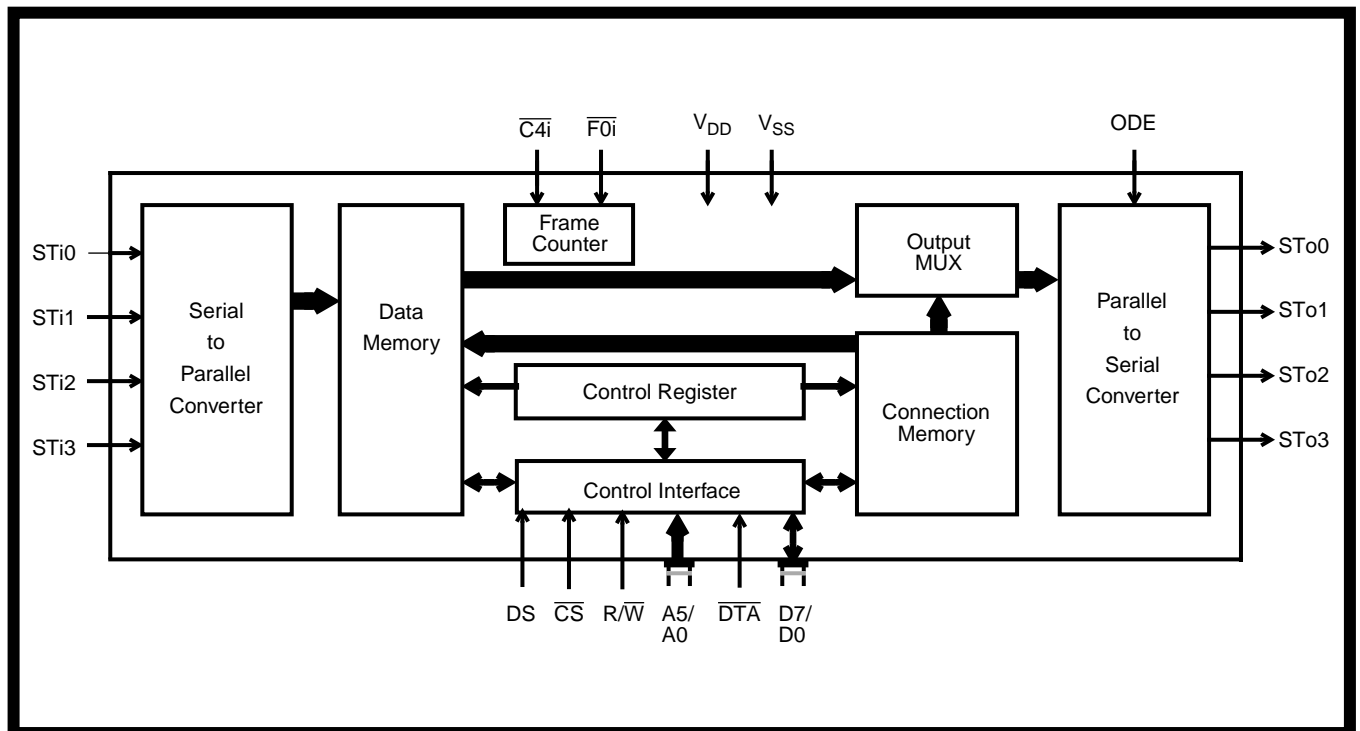 C4i
F0i
VDD
VSS
ODE
STi0
STi1
STi2
STi3
Serial
to
Parallel
Converter
Data
Memory
Frame
Counter
Output
MUX
Control Register
Connection
Memory
Control Interface
Parallel
to
Serial
Converter
STo0
STo1
STo2
STo3
DS
CS
R/W
A5/
A0
DTA
D7/
D0